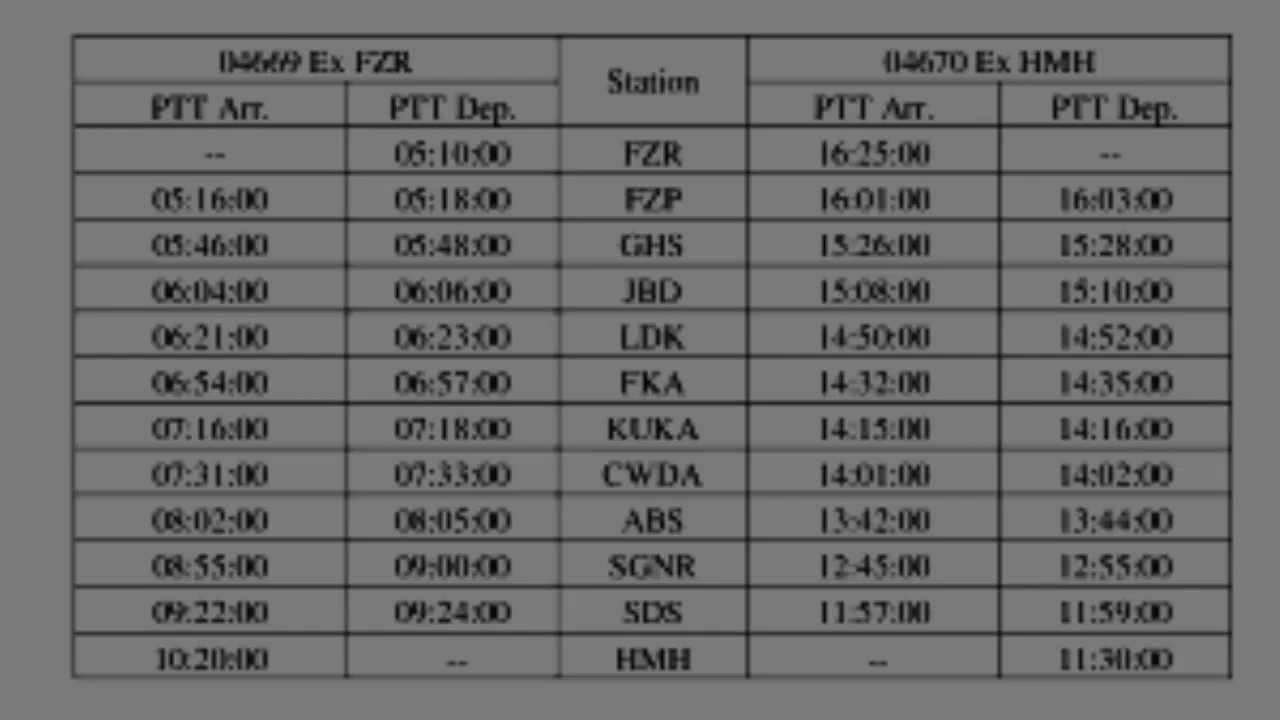 04669 Ex FZR Station 04670 Ex HMH
PTT Arr. PTT Dep. PTT Arr. PTT Dep.
-- 05:10:00 FZR 16:25:00 --
05:16:00 05:18:00 FZP 16:01:00 16:03:00
05:46:00 05:48:00 GHS 15:26:00 15:28:00
06:04:00 06:06:00 JBD 15:08:00 15:10:00
06:21:00 06:23:00 LDK 14:50:00 14:52:00
06:54:00 06:57:00 FKA 14:32:00 14:35:00
07:16:00 07:18:00 KUKA 14:15:00 14:16:00
07:31:00 07:33:00 CWDA 14:01:00 14:02:00
08:02:00 08:05:00 ABS 13:42:00 13:44:00
08:55:00 09:00:00 SGNR 12:45:00 12:55:00
09:22:00 09:24:00 SDS 11:57:00 11:59:00
10:20:00 -- HMH -- 11:30:00